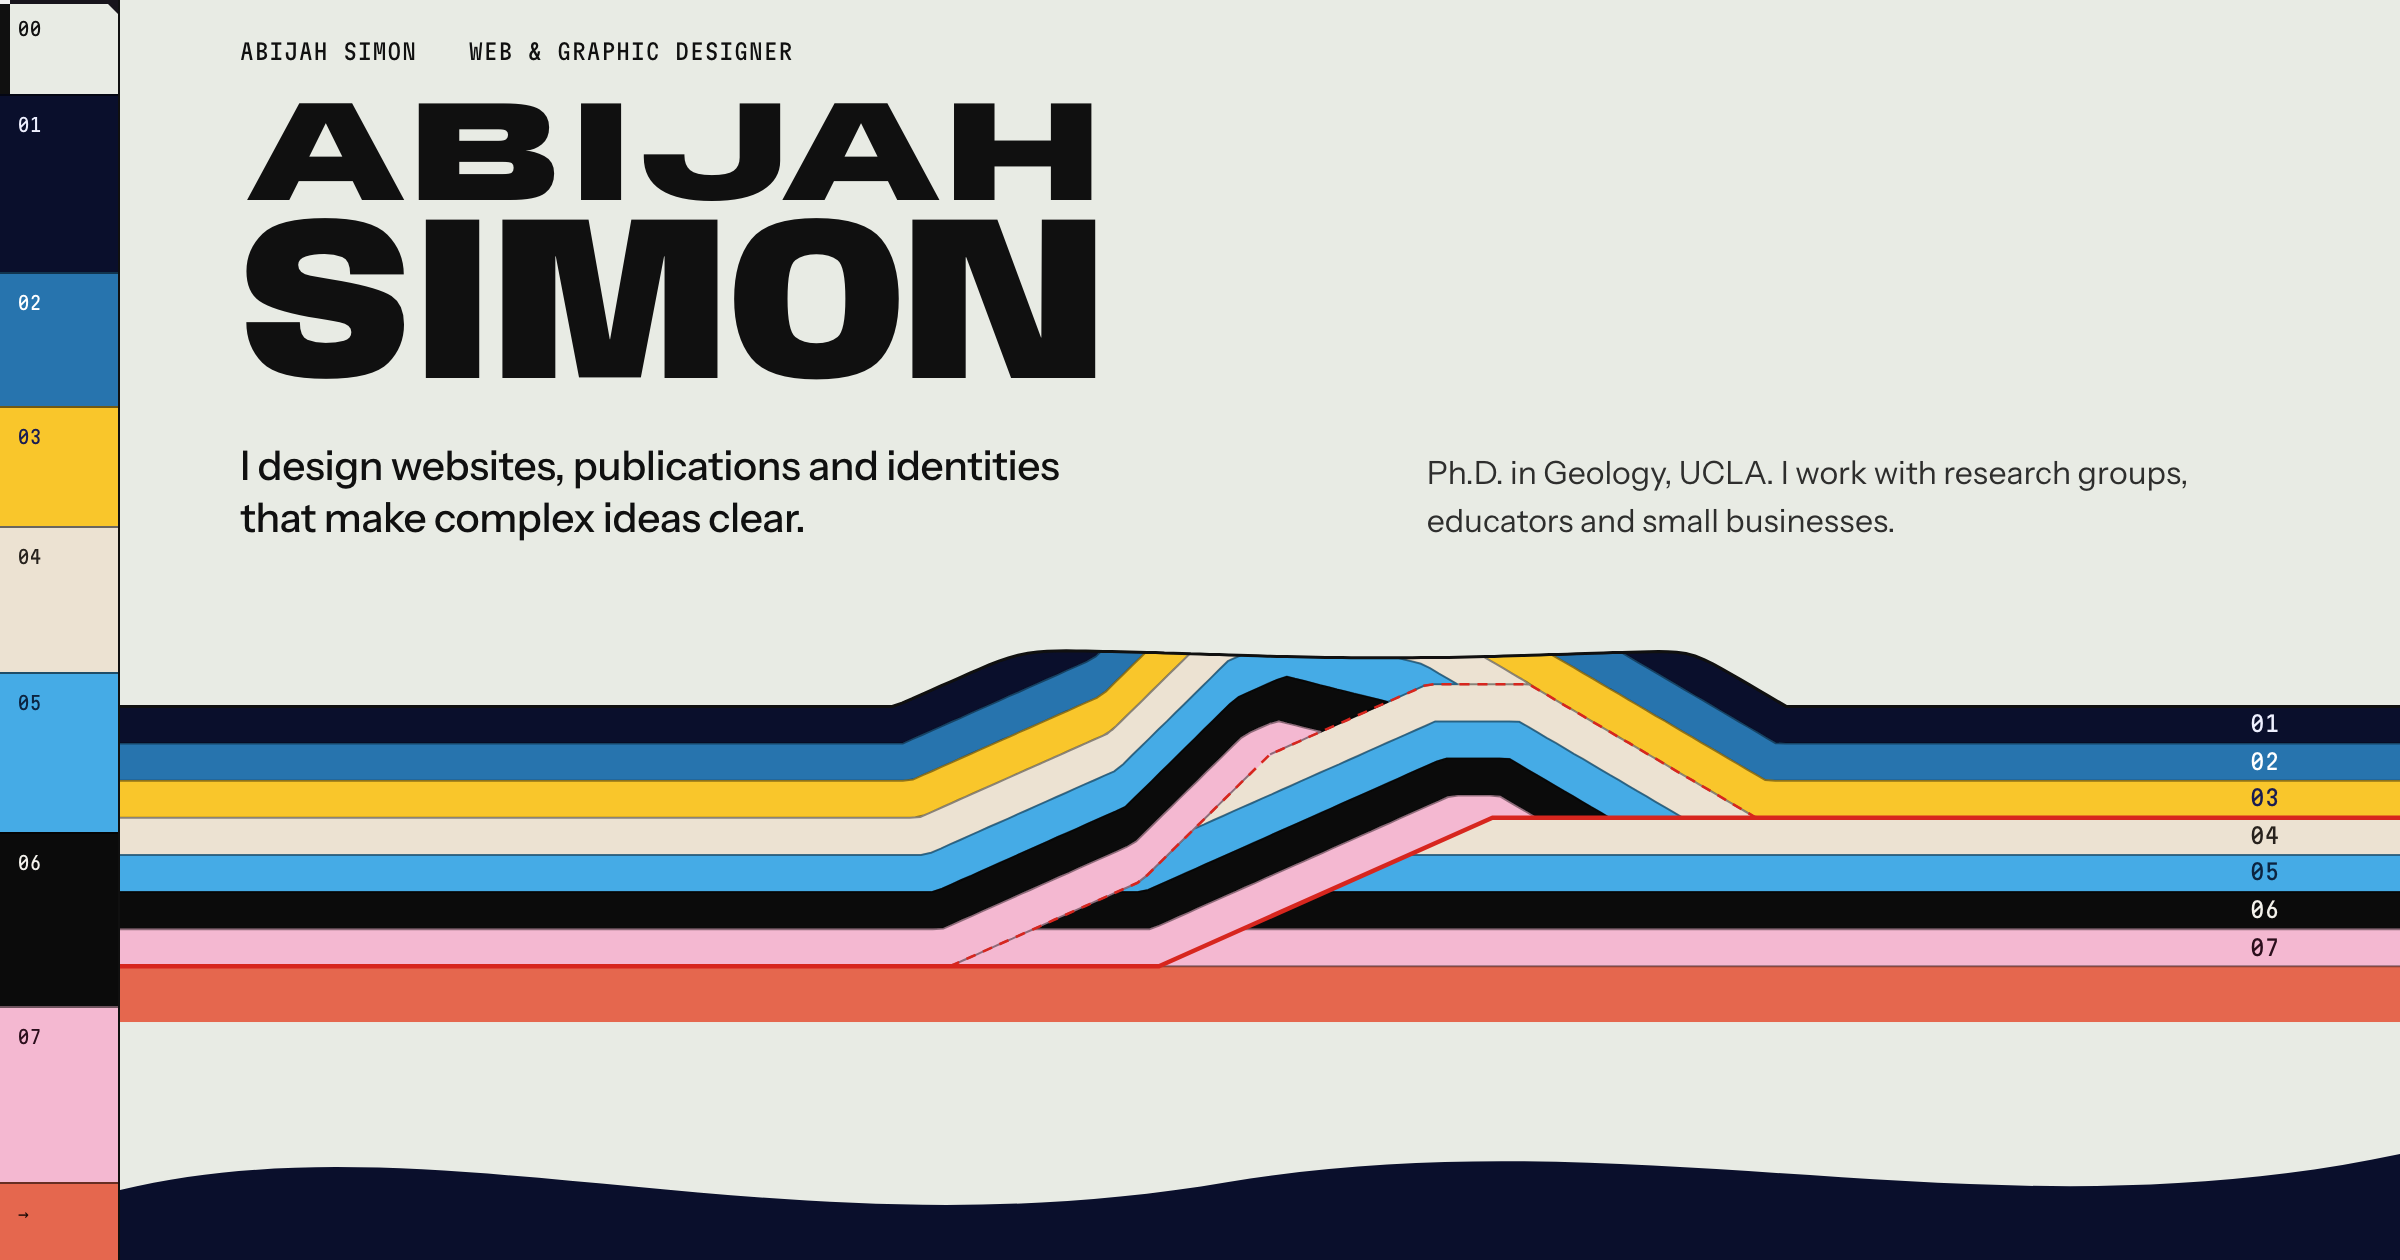 00
01
02
03
04
05
06
07
→
ABIJAH SIMON WEB & GRAPHIC DESIGNER
ABIJAH
SIMON
I design websites, publications and identities
that make complex ideas clear.
Ph.D. in Geology, UCLA. I work with research groups,
educators and small businesses.
01
02
03
04
05
06
07